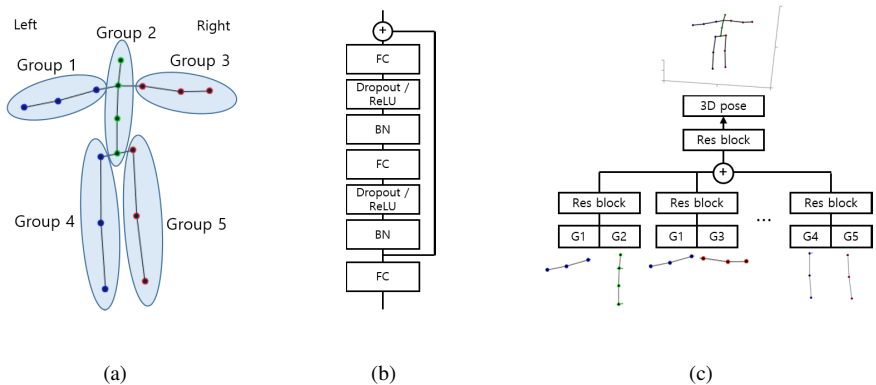 Left
Group 2
Right
Group 1
Group 3
Group 4
Group 5
(a)
+
FC
Dropout /
ReLU
BN
FC
Dropout /
ReLU
BN
FC
(b)
3D pose
Res block
+
Res block
Res block
...
Res block
G1
G2
G1
G3
G4
G5
(c)